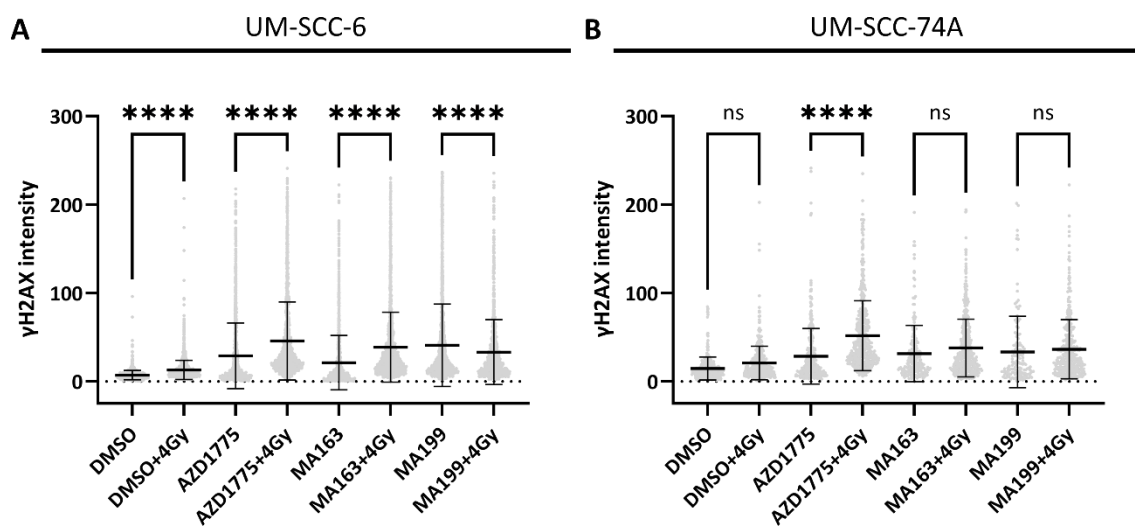 A UM-SCC-6
**** **** **** ****
300
200
100
0
γH2AX intensity
DMSO
DMSO+4Gy
AZD1775
AZD1775+4Gy
MA163
MA163+4Gy
MA199
MA199+4Gy
B UM-SCC-74A
ns **** ns ns
300
200
100
0
γH2AX intensity
DMSO
DMSO+4Gy
AZD1775
AZD1775+4Gy
MA163
MA163+4Gy
MA199
MA199+4Gy